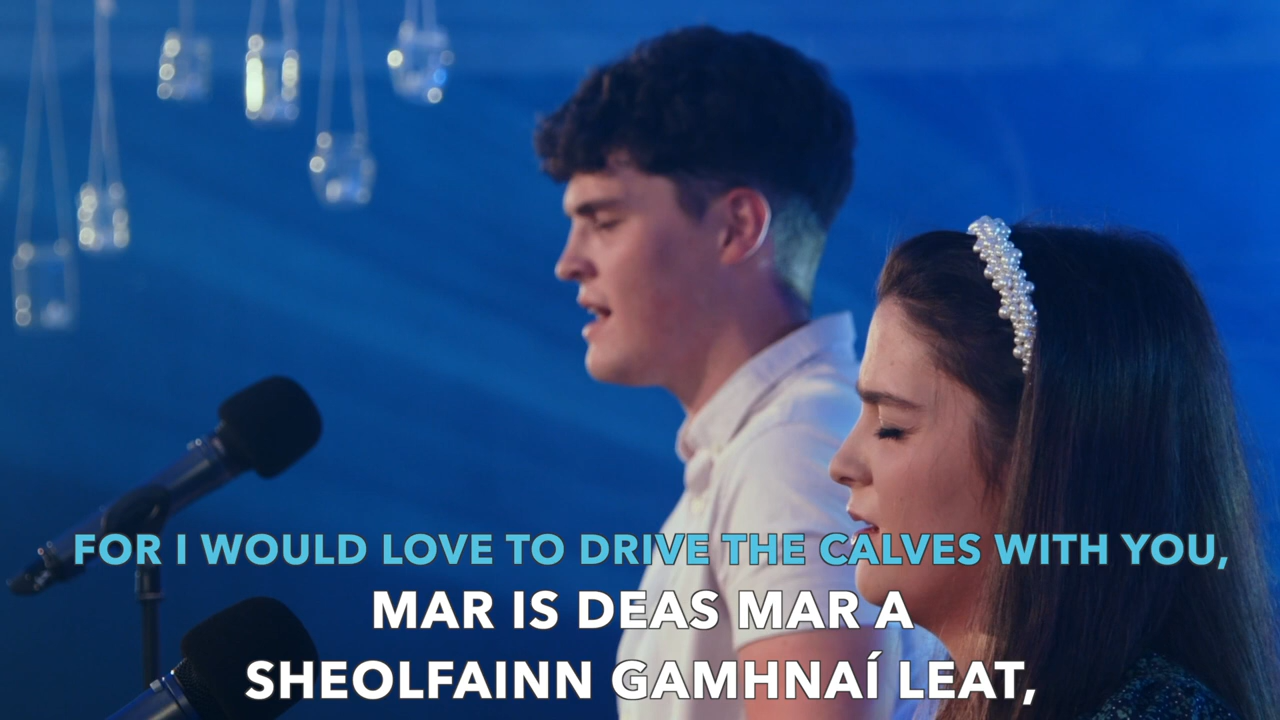 FOR I WOULD LOVE TO DRIVE THE CALVES WITH YOU,
MAR IS DEAS MAR A
SHEOLFAINN GAMHNAÍ LEAT,